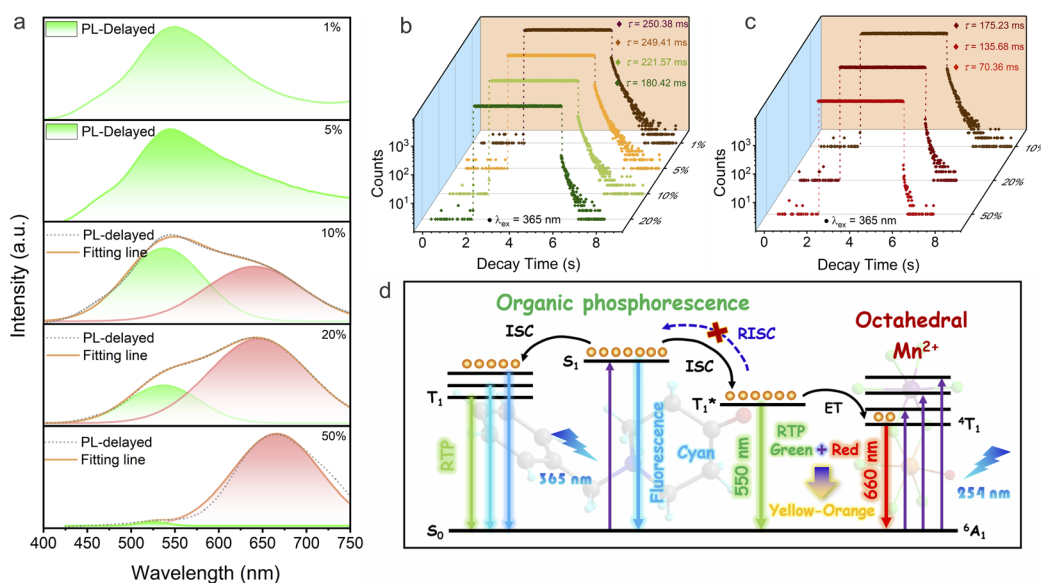 a
PL-Delayed
1%
PL-Delayed
5%
PL-delayed
Fitting line
10%
PL-delayed
Fitting line
20%
PL-delayed
Fitting line
50%
Intensity (a.u.)
400 450 500 550 600 650 700 750
Wavelength (nm)
b
τ = 250.38 ms
τ = 249.41 ms
τ = 221.57 ms
τ = 180.42 ms
Counts
10³
10²
10¹
1%
5%
10%
20%
λex = 365 nm
0 2 4 6 8
Decay Time (s)
c
τ = 175.23 ms
τ = 135.68 ms
τ = 70.36 ms
Counts
10³
10²
10¹
10%
20%
50%
λex = 365 nm
0 2 4 6 8
Decay Time (s)
d
Organic phosphorescence
Octahedral
Mn²⁺
ISC
S₁
ISC
RISC
T₁
T₁*
ET
⁴T₁
RTP
365 nm
Fluorescence
Cyan
550 nm
RTP
Green + Red
Yellow-Orange
660 nm
254 nm
S₀
⁶A₁